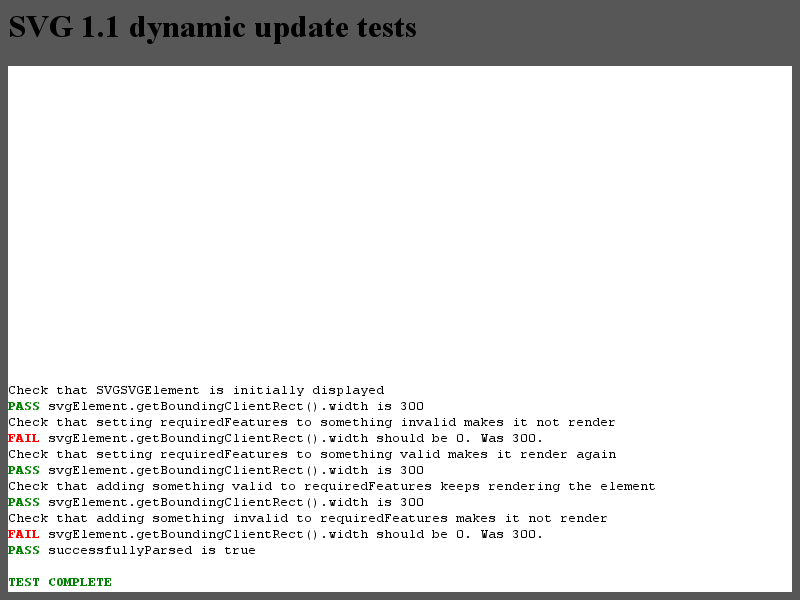 SVG 1.1 dynamic update tests
Check that SVGSVGElement is initially displayed
PASS svgElement.getBoundingClientRect().width is 300
Check that setting requiredFeatures to something invalid makes it not render
FAIL svgElement.getBoundingClientRect().width should be 0. Was 300.
Check that setting requiredFeatures to something valid makes it render again
PASS svgElement.getBoundingClientRect().width is 300
Check that adding something valid to requiredFeatures keeps rendering the element
PASS svgElement.getBoundingClientRect().width is 300
Check that adding something invalid to requiredFeatures makes it not render
FAIL svgElement.getBoundingClientRect().width should be 0. Was 300.
PASS successfullyParsed is true
TEST COMPLETE